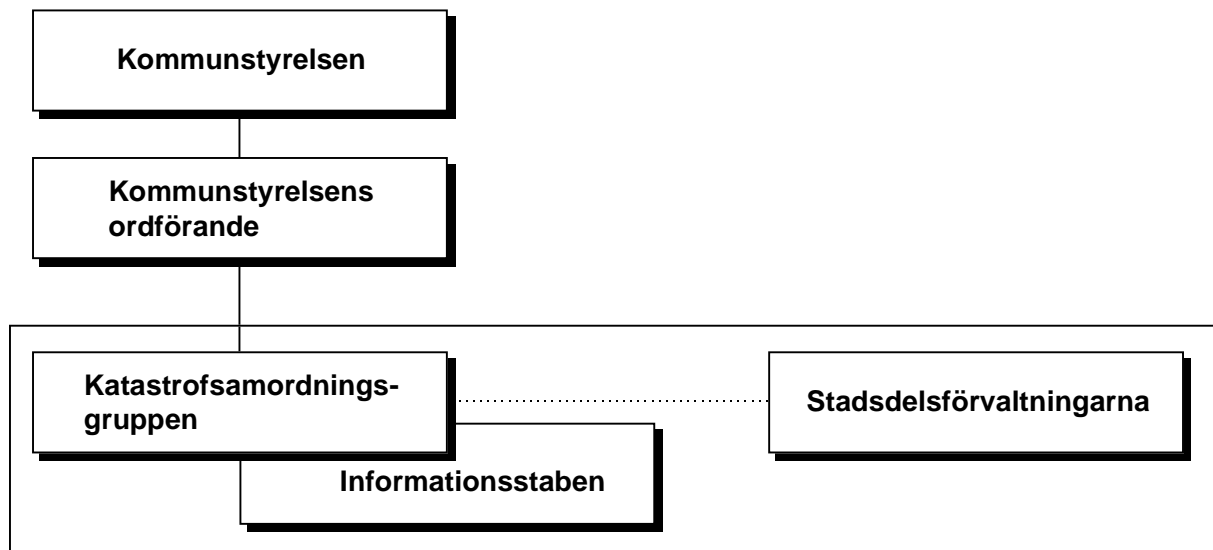 Kommunstyrelsen
Kommunstyrelsens
ordförande
Katastrofsamordnings-
gruppen
Stadsdelsförvaltningarna
Informationsstaben